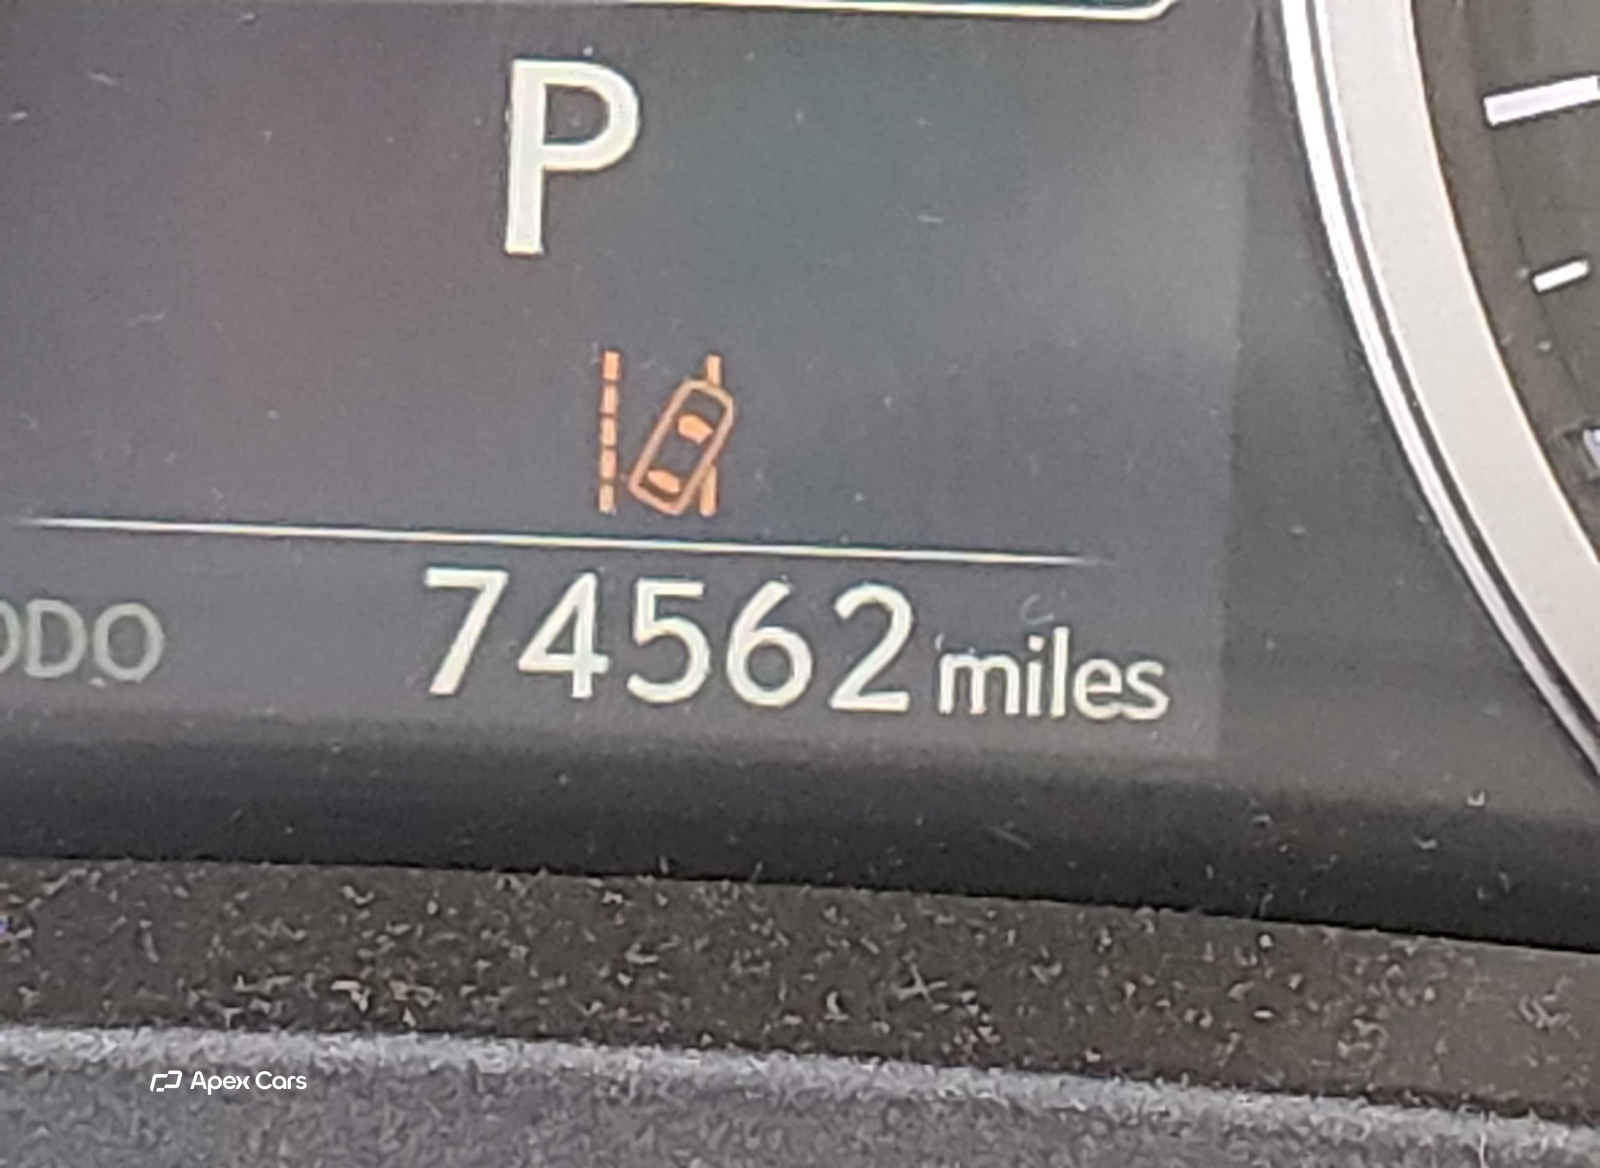 P
ODO 74562 miles
Apex Cars